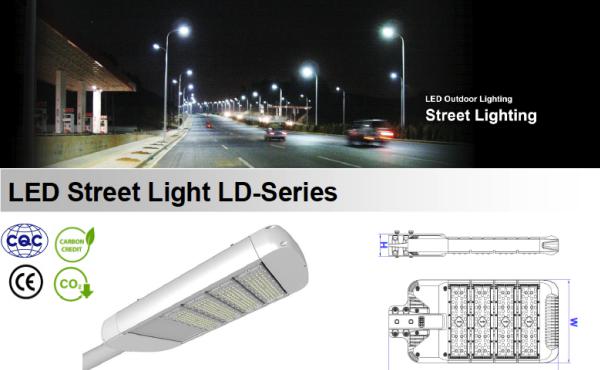 LED Outdoor Lighting
Street Lighting
LED Street Light LD-Series
CQC
CARBON
CREDIT
CE
CO₂
H
W